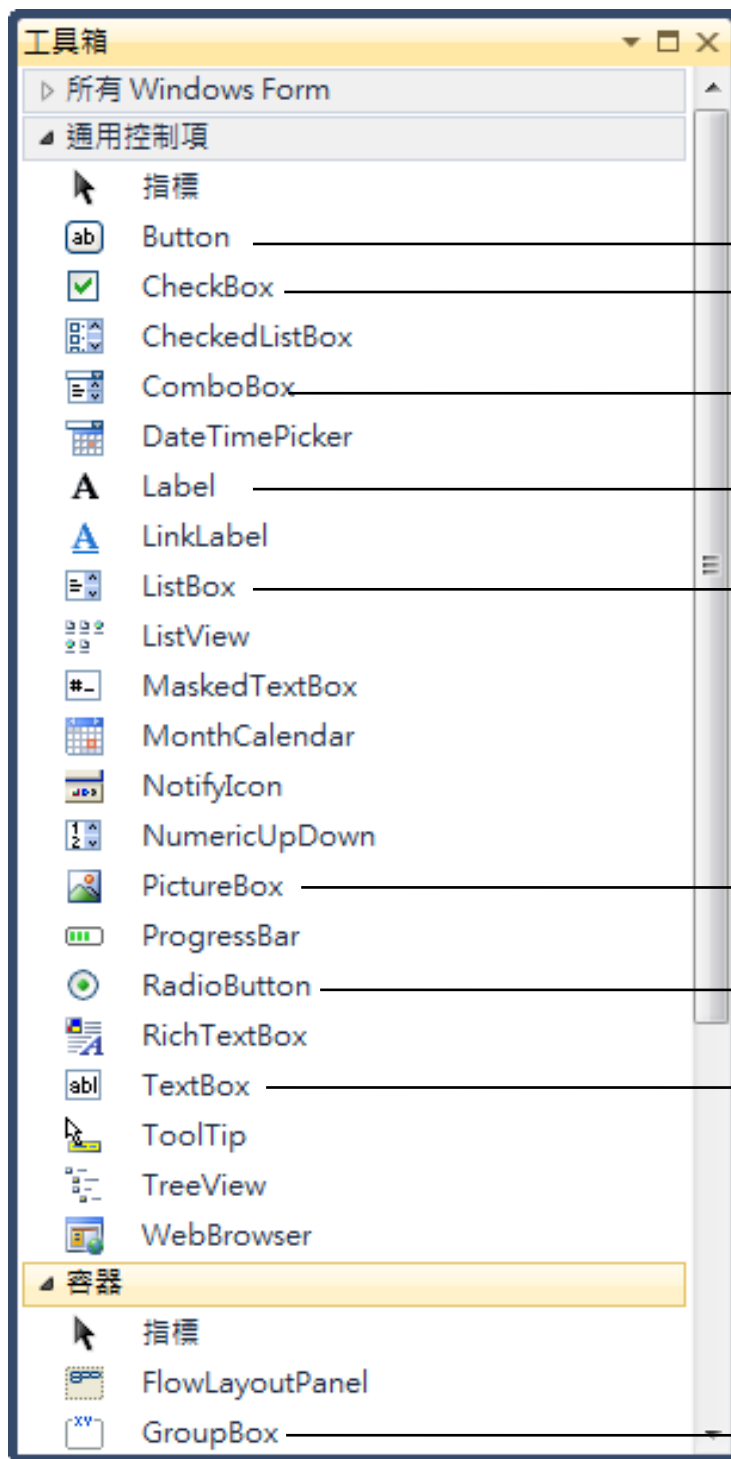 工具箱
所有 Windows Form
通用控制項
指標
Button
CheckBox
CheckedListBox
ComboBox
DateTimePicker
Label
LinkLabel
ListBox
ListView
MaskedTextBox
MonthCalendar
NotifyIcon
NumericUpDown
PictureBox
ProgressBar
RadioButton
RichTextBox
TextBox
ToolTip
TreeView
WebBrowser
容器
指標
FlowLayoutPanel
GroupBox